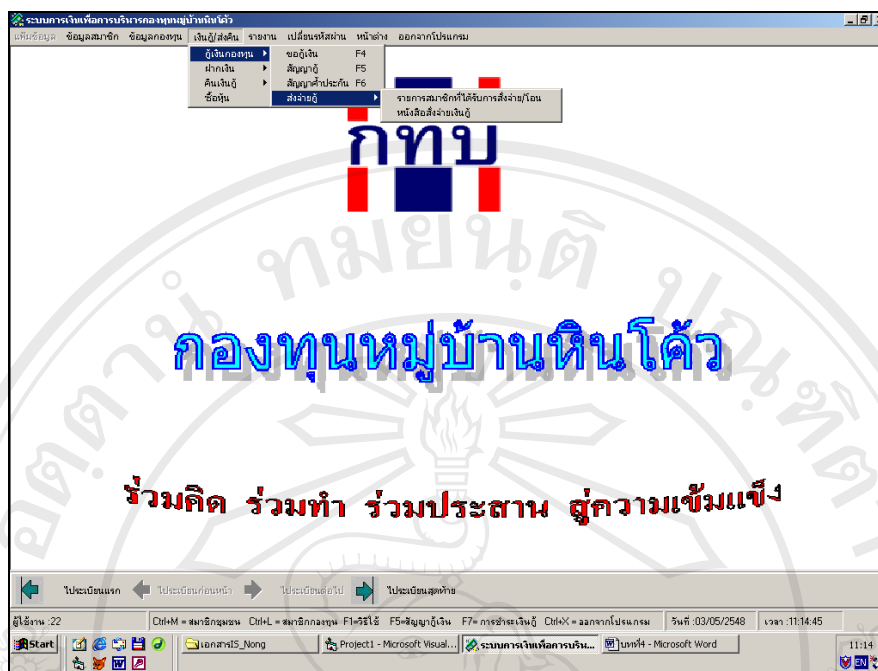 ระบบการเงินเพื่อการบริหารกองทุนหมู่บ้านหินโค้ว
แฟ้มข้อมูล ข้อมูลสมาชิก ข้อมูลกองทุน เงินกู้/ส่งคืน รายงาน เปลี่ยนรหัสผ่าน หน้าต่าง ออกจากโปรแกรม
กู้เงินกองทุน ขอกู้เงิน F4
ฝากเงิน สัญญากู้ F5
คืนเงินกู้ สัญญาค้ำประกัน F6
ซื้อหุ้น ส่งจ่ายกู้ รายการสมาชิกที่ได้รับการสั่งจ่าย/โอน
หนังสือสั่งจ่ายเงินกู้
กทบ
กองทุนหมู่บ้านหินโค้ว
ร่วมคิด ร่วมทำ ร่วมประสาน สู่ความเข้มแข็ง
ไประเบียนแรก ไประเบียนก่อนหน้า ไประเบียนต่อไป ไประเบียนสุดท้าย
ผู้ใช้งาน :22 Ctrl+M = สมาชิกชุมชน Ctrl+L = สมาชิกกองทุน F1=วิธีใช้ F5=สัญญากู้เงิน F7= การชำระเงินกู้ Ctrl+X = ออกจากโปรแกรม วันที่ :03/05/2548 เวลา :11:14:45
Start เอกสารIS_Nong Project1 - Microsoft Visual... ระบบการเงินเพื่อการบริห... บทที่4 - Microsoft Word 11:14
EN
ลิขสิทธิ์